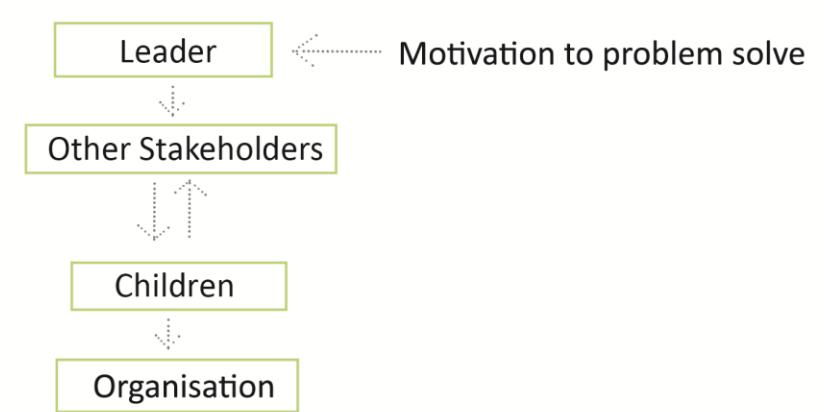 Leader
Motivation to problem solve
Other Stakeholders
Children
Organisation